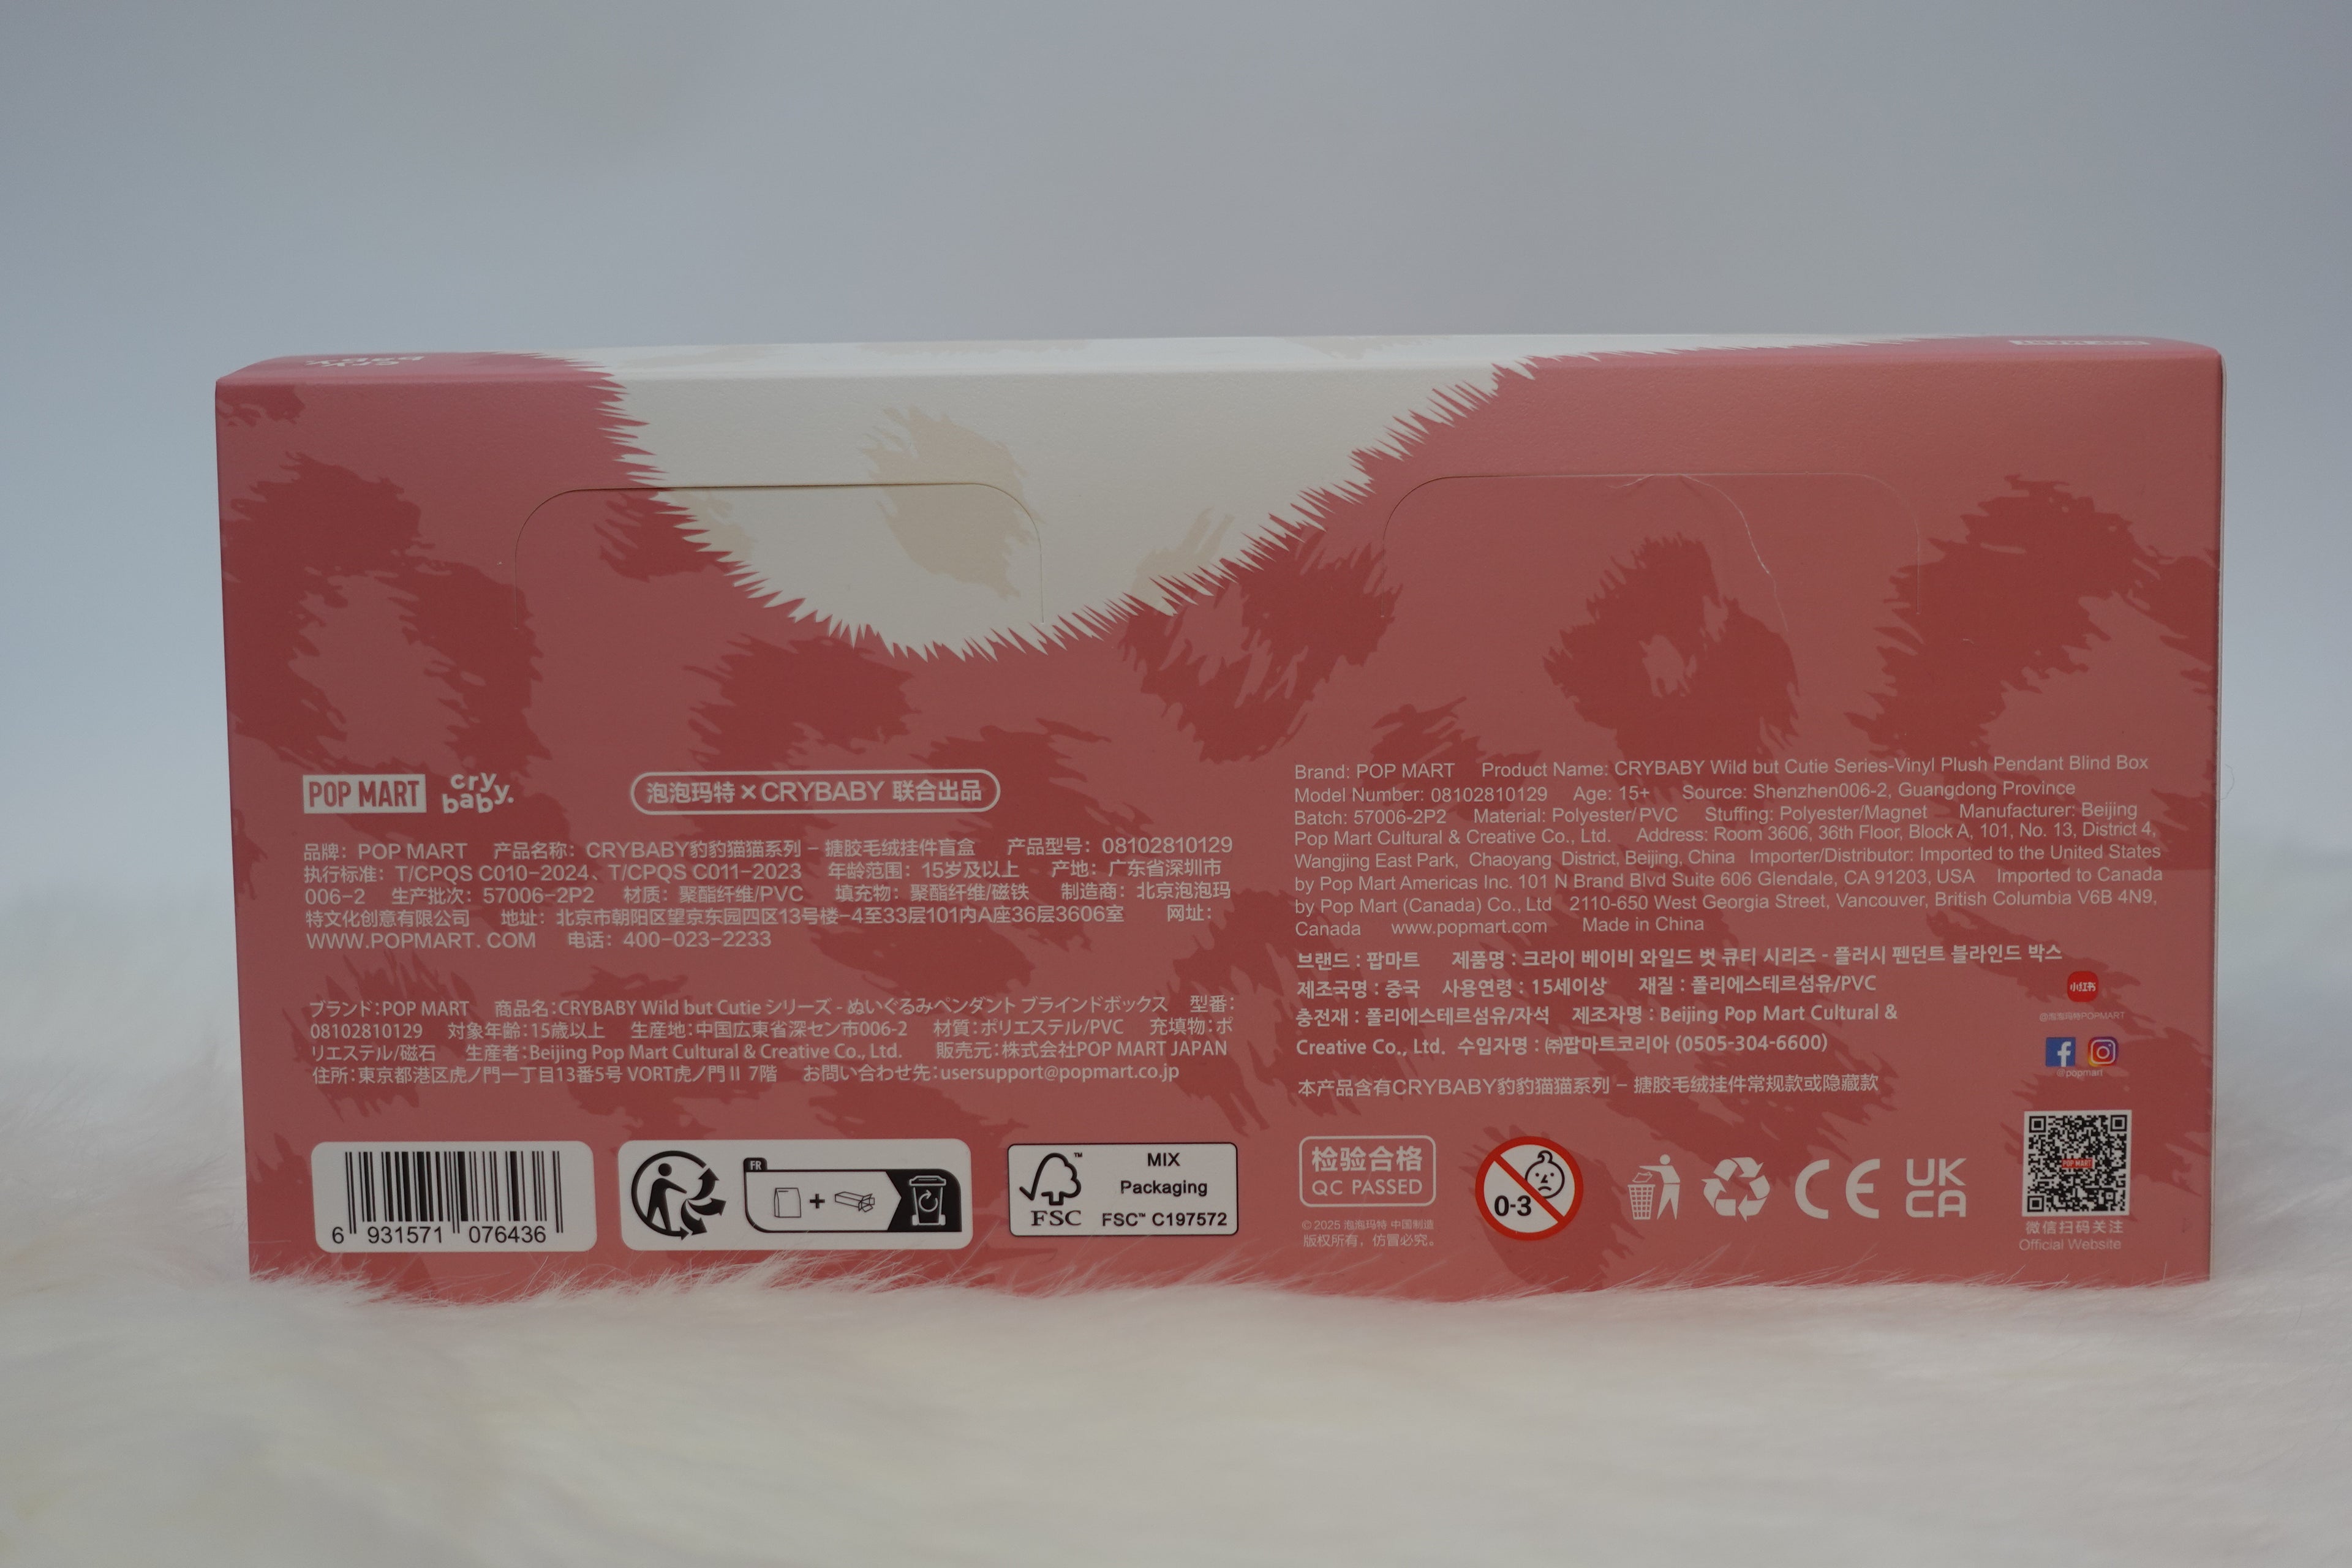 POP MART
cry
baby.
泡泡玛特×CRYBABY 联合出品
品牌：POP MART 产品名称：CRYBABY豹豹猫猫系列－搪胶毛绒挂件盲盒 产品型号：08102810129
执行标准：T/CPQS C010-2024、T/CPQS C011-2023 年龄范围：15岁及以上 产地：广东省深圳市
006-2 生产批次：57006-2P2 材质：聚酯纤维/PVC 填充物：聚酯纤维/磁铁 制造商：北京泡泡玛
特文化创意有限公司 地址：北京市朝阳区望京东园四区13号楼-4至33层101内A座36层3606室 网址：
WWW.POPMART.COM 电话：400-023-2233
ブランド：POP MART 商品名：CRYBABY Wild but Cutie シリーズ - ぬいぐるみペンダント ブラインドボックス 型番：
08102810129 対象年齢：15歳以上 生産地：中国広東省深セン市006-2 材質：ポリエステル/PVC 充填物：ポ
リエステル/磁石 生産者：Beijing Pop Mart Cultural & Creative Co., Ltd. 販売元：株式会社POP MART JAPAN
住所：東京都港区虎ノ門一丁目13番5号 VORT虎ノ門Ⅱ 7階 お問い合わせ先：usersupport@popmart.co.jp
6 931571 076436
FR
+
MIX
Packaging
FSC
FSC™ C197572
Brand: POP MART Product Name: CRYBABY Wild but Cutie Series-Vinyl Plush Pendant Blind Box
Model Number: 08102810129 Age: 15+ Source: Shenzhen006-2, Guangdong Province
Batch: 57006-2P2 Material: Polyester/PVC Stuffing: Polyester/Magnet Manufacturer: Beijing
Pop Mart Cultural & Creative Co., Ltd. Address: Room 3606, 36th Floor, Block A, 101, No. 13, District 4,
Wangjing East Park, Chaoyang District, Beijing, China Importer/Distributor: Imported to the United States
by Pop Mart Americas Inc. 101 N Brand Blvd Suite 606 Glendale, CA 91203, USA Imported to Canada
by Pop Mart (Canada) Co., Ltd 2110-650 West Georgia Street, Vancouver, British Columbia V6B 4N9,
Canada www.popmart.com Made in China
브랜드 : 팝마트 제품명 : 크라이 베이비 와일드 벗 큐티 시리즈 - 플러시 펜던트 블라인드 박스
제조국명 : 중국 사용연령 : 15세이상 재질 : 폴리에스테르섬유/PVC
충전재 : 폴리에스테르섬유/자석 제조자명 : Beijing Pop Mart Cultural &
Creative Co., Ltd. 수입자명 : ㈜팝마트코리아 (0505-304-6600)
本产品含有CRYBABY豹豹猫猫系列－搪胶毛绒挂件常规款或隐藏款
小红书
@泡泡玛特POPMART
@popmart
检验合格
QC PASSED
© 2025 泡泡玛特 中国制造
版权所有，仿冒必究。
0-3
CE
UK
CA
POP MART
微信扫码关注
Official Website